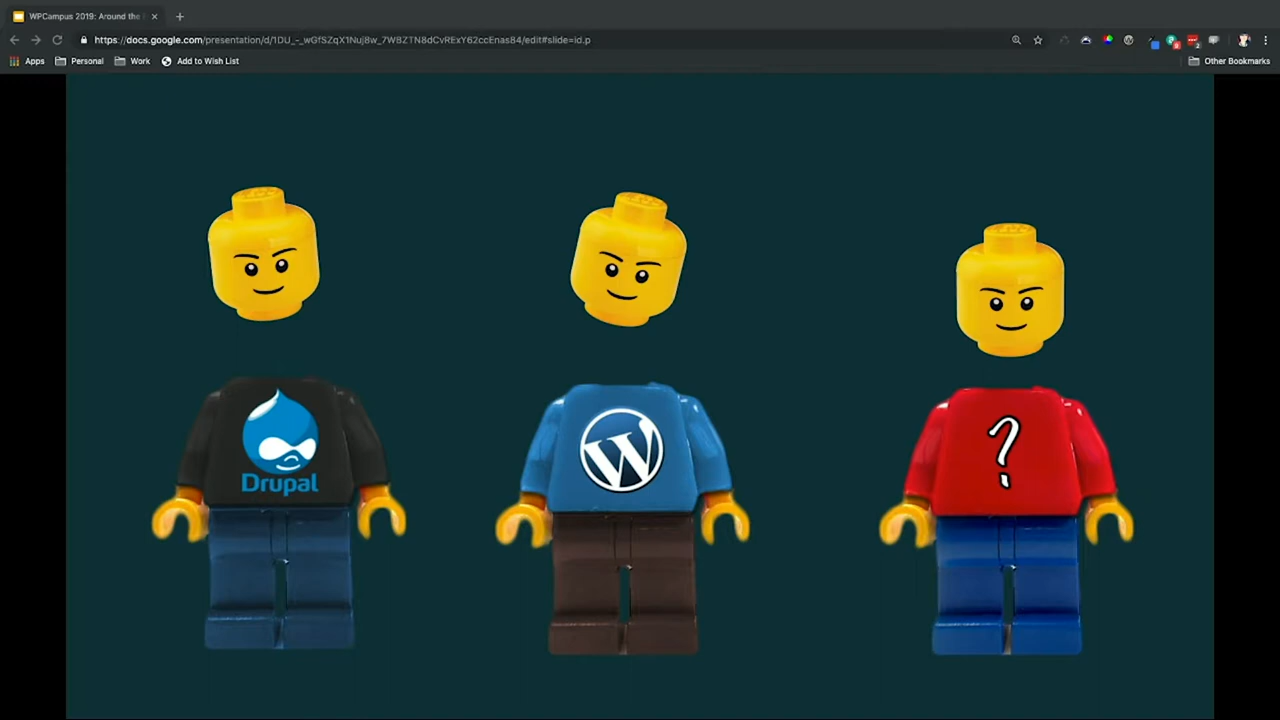 WPCampus 2019: Around the
https://docs.google.com/presentation/d/1DU_-_wGfSZqX1Nuj8w_7WBZTN8dCvRExY62ccEnas84/edit#slide=id.p
Apps Personal Work Add to Wish List Other Bookmarks
W ?
Drupal